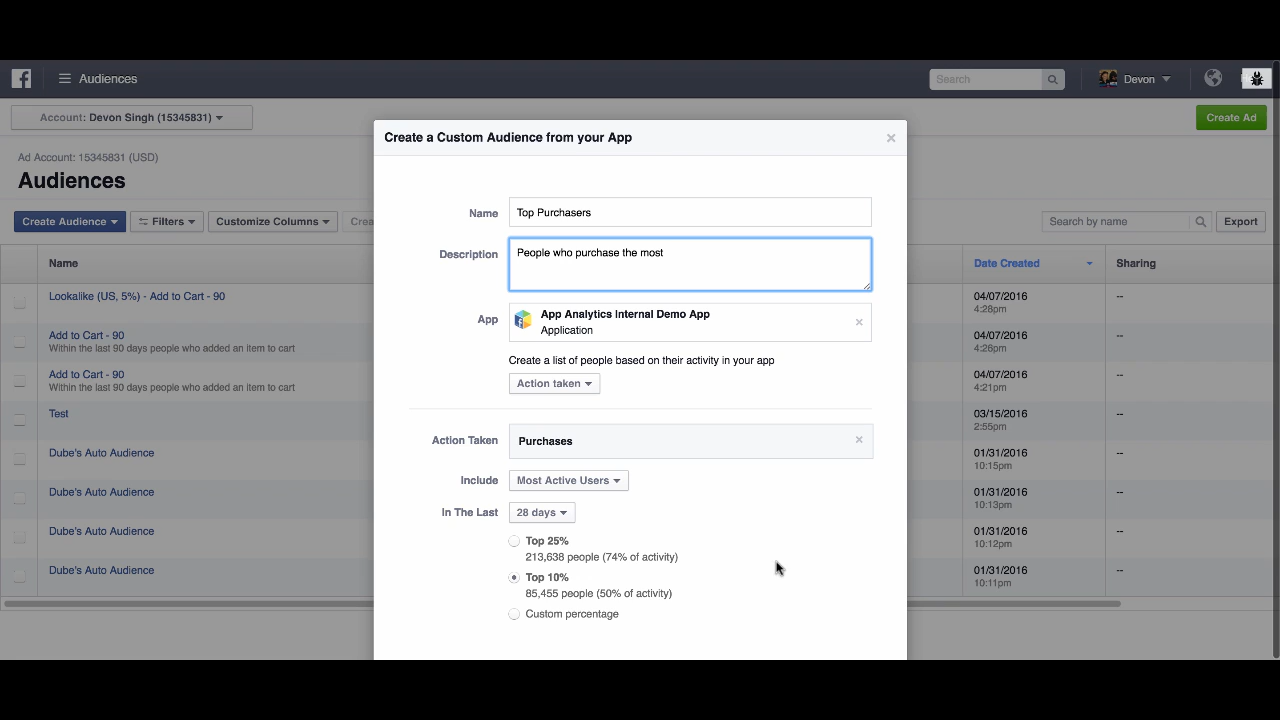 Audiences
Search
Devon
Account: Devon Singh (15345831)
Create Ad
Ad Account: 15345831 (USD)
Audiences
Create Audience
Filters
Customize Columns
Crea
Search by name
Export
Name
Date Created
Sharing
Lookalike (US, 5%) - Add to Cart - 90
04/07/2016
4:28pm
--
Add to Cart - 90
Within the last 90 days people who added an item to cart
04/07/2016
4:26pm
--
Add to Cart - 90
Within the last 90 days people who added an item to cart
04/07/2016
4:21pm
--
Test
03/15/2016
2:55pm
--
Dube's Auto Audience
01/31/2016
10:15pm
--
Dube's Auto Audience
01/31/2016
10:13pm
--
Dube's Auto Audience
01/31/2016
10:12pm
--
Dube's Auto Audience
01/31/2016
10:11pm
--
Create a Custom Audience from your App
Name
Top Purchasers
Description
People who purchase the most
App
App Analytics Internal Demo App
Application
Create a list of people based on their activity in your app
Action taken
Action Taken
Purchases
Include
Most Active Users
In The Last
28 days
Top 25%
213,638 people (74% of activity)
Top 10%
85,455 people (50% of activity)
Custom percentage